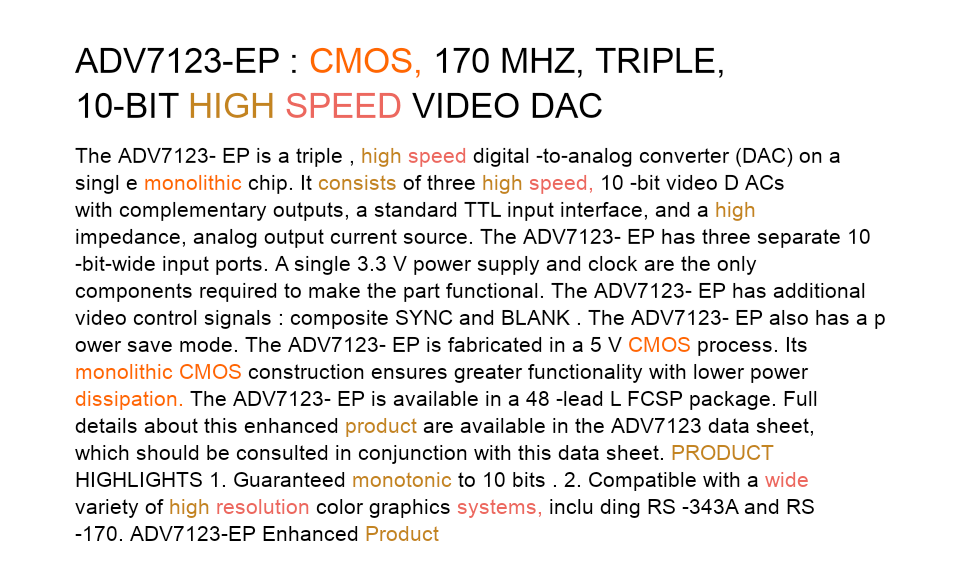 ADV7123-EP : CMOS, 170 MHZ, TRIPLE,
10-BIT HIGH SPEED VIDEO DAC
The ADV7123- EP is a triple , high speed digital -to-analog converter (DAC) on a
singl e monolithic chip. It consists of three high speed, 10 -bit video D ACs
with complementary outputs, a standard TTL input interface, and a high
impedance, analog output current source. The ADV7123- EP has three separate 10
-bit-wide input ports. A single 3.3 V power supply and clock are the only
components required to make the part functional. The ADV7123- EP has additional
video control signals : composite SYNC and BLANK . The ADV7123- EP also has a p
ower save mode. The ADV7123- EP is fabricated in a 5 V CMOS process. Its
monolithic CMOS construction ensures greater functionality with lower power
dissipation. The ADV7123- EP is available in a 48 -lead L FCSP package. Full
details about this enhanced product are available in the ADV7123 data sheet,
which should be consulted in conjunction with this data sheet. PRODUCT
HIGHLIGHTS 1. Guaranteed monotonic to 10 bits . 2. Compatible with a wide
variety of high resolution color graphics systems, inclu ding RS -343A and RS
-170. ADV7123-EP Enhanced Product